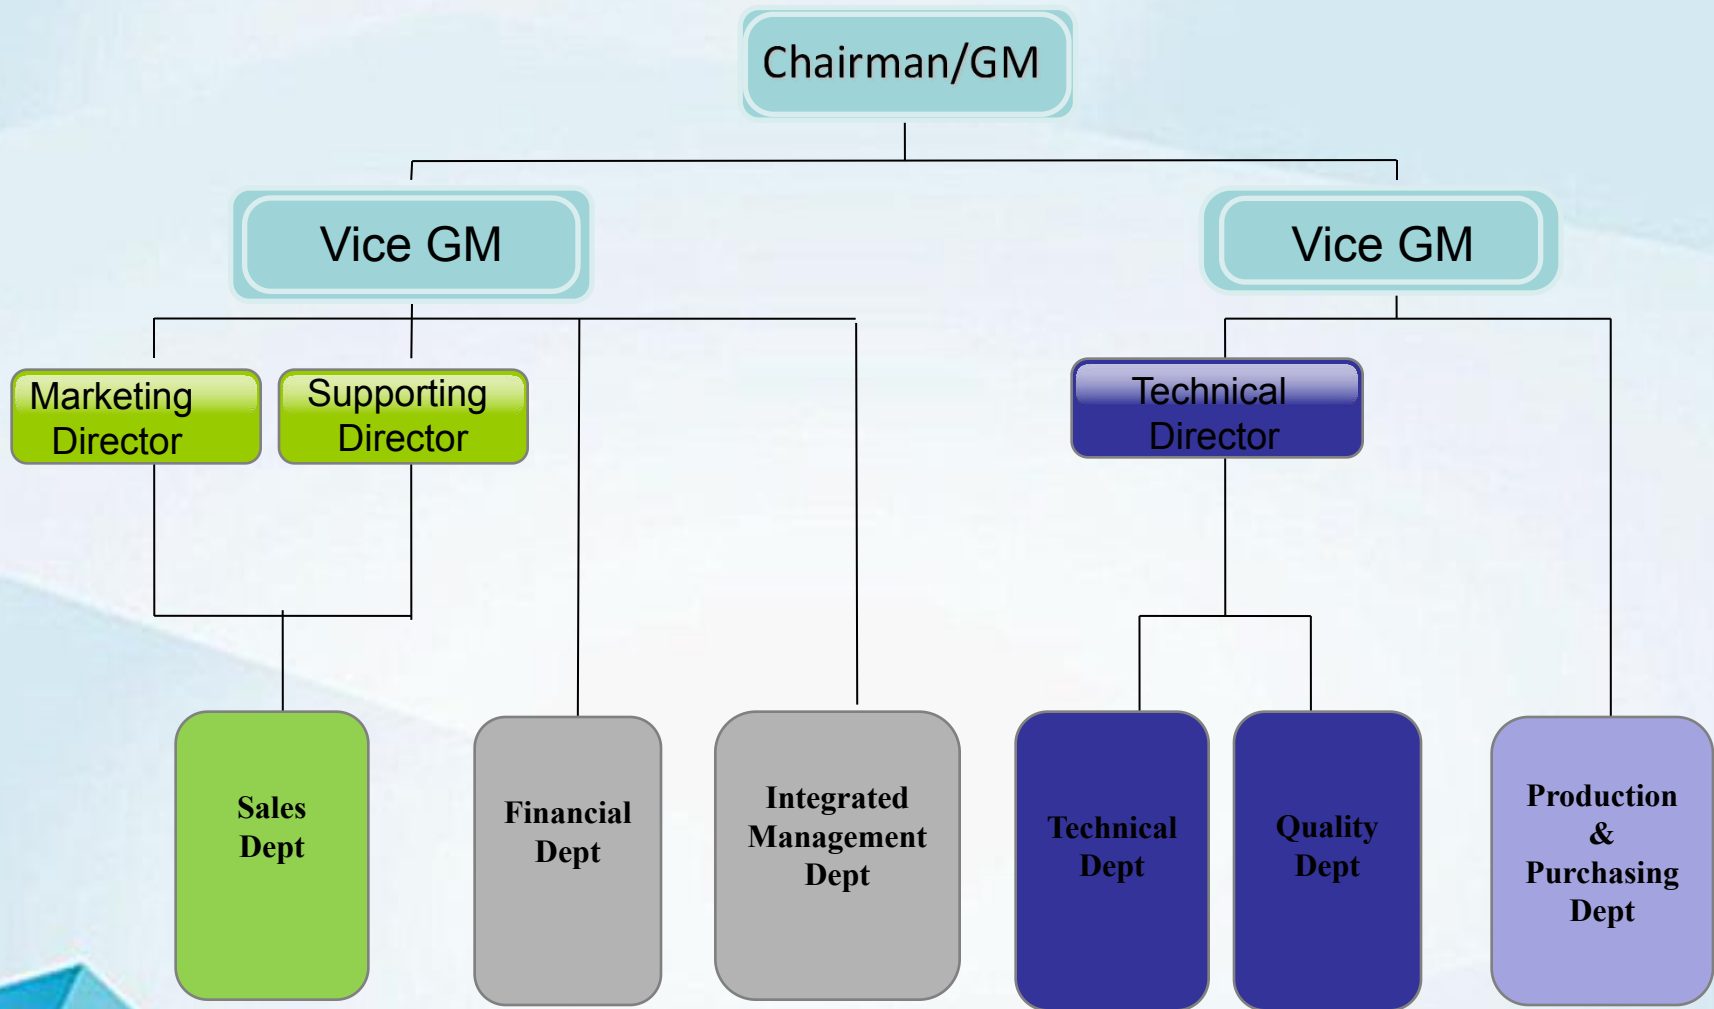 Chairman/GM
Vice GM
Vice GM
Marketing
Director
Supporting
Director
Technical
Director
Sales
Dept
Financial
Dept
Integrated
Management
Dept
Technical
Dept
Quality
Dept
Production
&
Purchasing
Dept